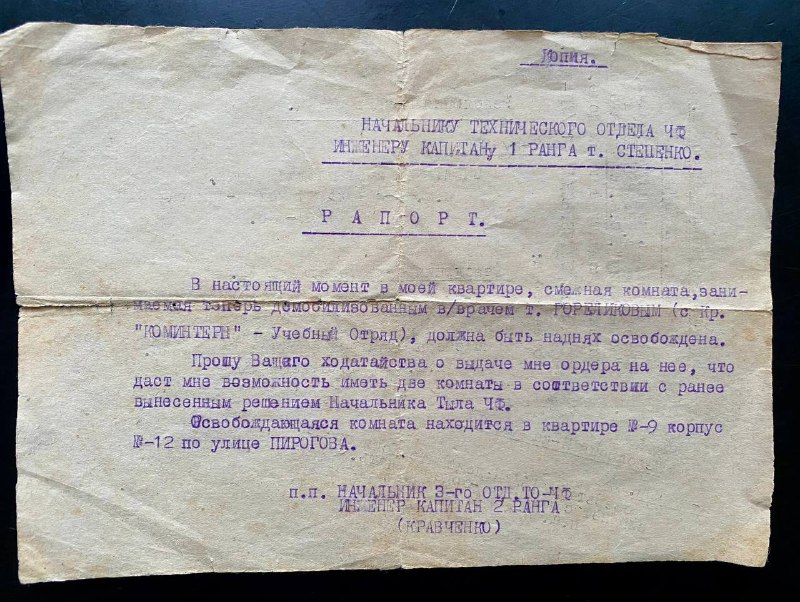 Копия.
НАЧАЛЬНИКУ ТЕХНИЧЕСКОГО ОТДЕЛА ЧФ
ИНЖЕНЕРУ КАПИТАНу 1 РАНГА т. СТЕЦЕНКО.
Р А П О Р Т.
В настоящий момент в моей квартире, смежная комната,зани-
маемая теперь демобилизованным в/врачем т. ГОРЕЛИКОВЫМ (с кр.
"КОМИНТЕРН" - Учебный Отряд), должна быть наднях освобождена.
Прошу Вашего ходатайства о выдаче мне ордера на нее, что
даст мне возможность иметь две комнаты в соответствии с ранее
вынесенным решением Начальника Тыла ЧФ.
Освобождающаяся комната находится в квартире №-9 корпус
№-12 по улице ПИРОГОВА.
п.п. НАЧАЛЬНИК 3-го ОТД.ТО-ЧФ
ИНЖЕНЕР КАПИТАН 2 РАНГА
(КРАВЧЕНКО)